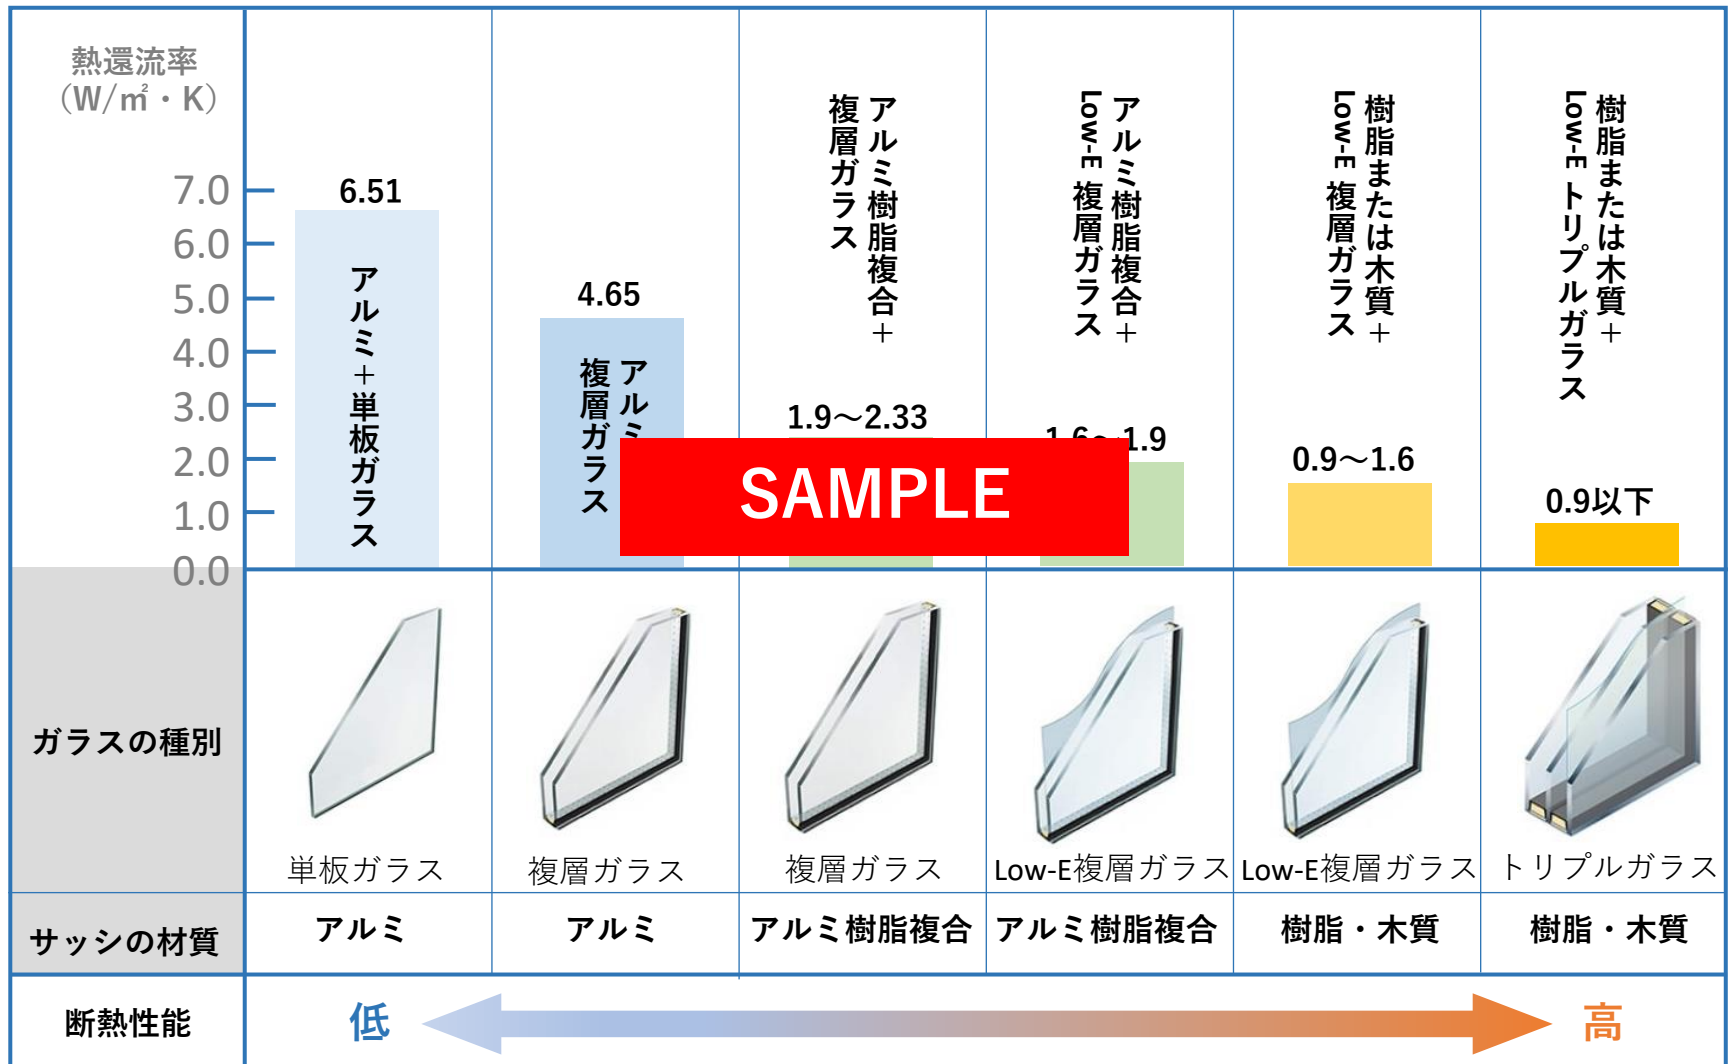 熱還流率
（W/㎡・K）
7.0
6.0
5.0
4.0
3.0
2.0
1.0
0.0
6.51
アルミ＋単板ガラス
4.65
アルミ
複層ガラス
アルミ樹脂複合＋
複層ガラス
1.9～2.33
アルミ樹脂複合＋
Low-E 複層ガラス
1.6～1.9
樹脂または木質＋
Low-E 複層ガラス
0.9～1.6
樹脂または木質＋
Low-E トリプルガラス
0.9以下
SAMPLE
ガラスの種別
単板ガラス
複層ガラス
複層ガラス
Low-E複層ガラス
Low-E複層ガラス
トリプルガラス
サッシの材質
アルミ
アルミ
アルミ樹脂複合
アルミ樹脂複合
樹脂・木質
樹脂・木質
断熱性能
低
高